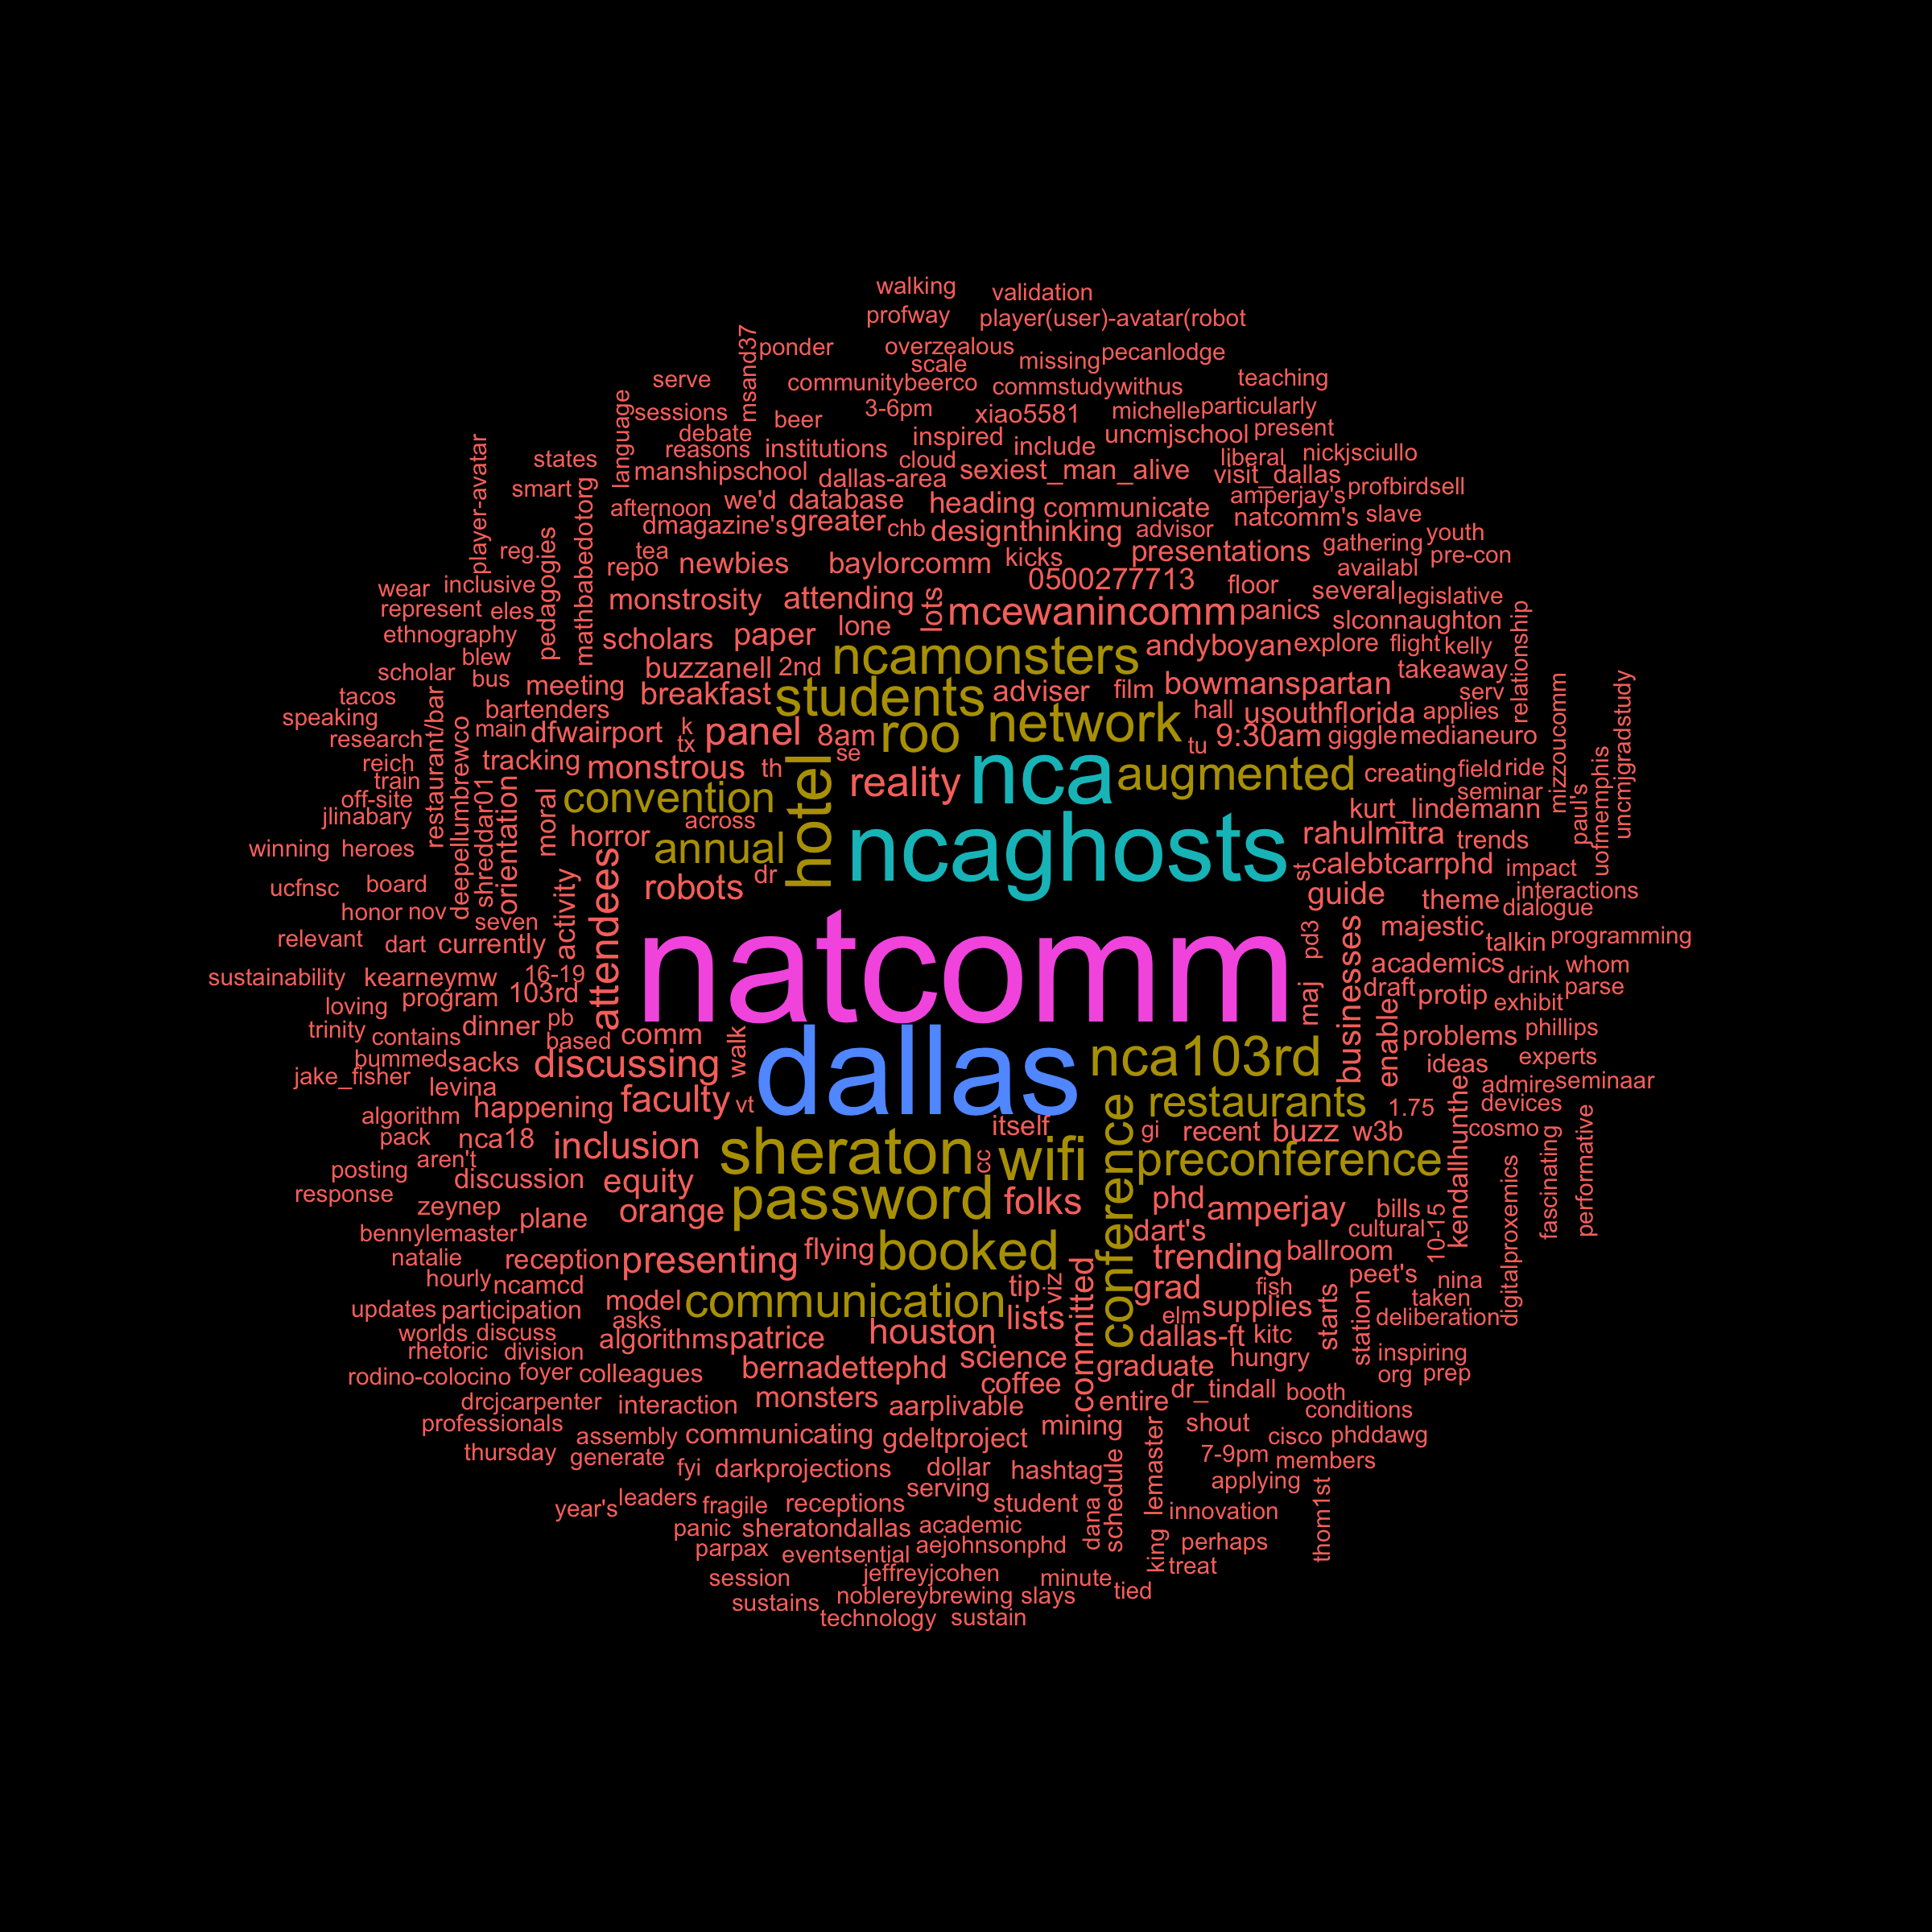 walking
validation
profway
player(user)-avatar(robot
msand37
ponder
overzealous
scale
missing
pecanlodge
serve
communitybeerco
commstudywithus
teaching
language
sessions
beer
3-6pm
xiao5581
michelle
particularly
debate
reasons
institutions
inspired
include
uncmjschool
present
player-avatar
states
manshipschool
cloud
dallas-area
sexiest_man_alive
liberal
visit_dallas
nickjsciullo
smart
mathbabedotorg
afternoon
we'd
database
heading
communicate
amperjay's
profbirdsell
dmagazine's
greater
chb
designthinking
advisor
natcomm's
slave
reg
pedagogies
tea
repo
newbies
baylorcomm
kicks
presentations
gathering
youth
pre-con
availabl
wear
inclusive
monstrosity
attending
lots
0500277713
floor
several
legislative
represent
eles
mcewanincomm
panics
slconnaughton
relationship
ethnography
scholars
paper
lone
ncamonsters
andyboyan
explore
flight
kelly
blew
scholar
bus
meeting
buzzanell
2nd
takeaway
tacos
bartenders
breakfast
students
adviser
film
bowmanspartan
serv
mizzoucomm
uncmjgradstudy
speaking
restaurant/bar
main
dfwairport
k
tx
panel
8am
roo
network
hall
usouthflorida
applies
research
deepellumbrewco
se
tu
9:30am
giggle
medianeuro
reich
tracking
monstrous
th
hotel
reality
nca
augmented
creating
field
ride
train
shreddar01
orientation
convention
seminar
paul's
uofmemphis
off-site
jlinabary
moral
horror
across
kurt_lindemann
winning
heroes
annual
ncaghosts
rahulmitra
trends
ucfnsc
board
attendees
robots
dr
st
calebtcarrphd
impact
honor
nov
activity
guide
theme
interactions
dialogue
seven
relevant
dart
currently
natcomm
pd3
businesses
majestic
talkin
programming
sustainability
kearneymw
16-19
103rd
academics
drink
whom
loving
program
maj
draft
protip
exhibit
parse
trinity
contains
dinner
pb
based
comm
walk
enable
problems
phillips
bummed
sacks
discussing
dallas
nca103rd
ideas
experts
jake_fisher
levina
faculty
vt
restaurants
admire
seminaar
algorithm
happening
itself
conference
1.75
kendallhunthe
devices
pack
nca18
inclusion
sheraton
cc
wifi
gi
recent
buzz
w3b
cosmo
fascinating
performative
posting
aren't
discussion
equity
preconference
digitalproxemics
response
zeynep
plane
orange
password
folks
phd
amperjay
bills
bennylemaster
dart's
cultural
10-15
natalie
reception
presenting
flying
booked
trending
ballroom
hourly
ncamcd
tip
viz
committed
grad
fish
peet's
nina
updates
participation
model
communication
elm
supplies
starts
station
taken
deliberation
worlds
discuss
asks
algorithms
patrice
houston
lists
dallas-ft
kitc
rhetoric
division
science
graduate
hungry
inspiring
rodino-colocino
foyer
colleagues
bernadettephd
coffee
org
prep
drcjcarpenter
interaction
monsters
aarplivable
entire
dr_tindall
booth
conditions
professionals
assembly
communicating
gdeltproject
mining
lemaster
shout
cisco
phddawg
thursday
generate
fyi
darkprojections
dollar
hashtag
schedule
7-9pm
members
applying
year's
leaders
fragile
receptions
serving
student
dana
innovation
thom1st
panic
sheratondallas
academic
king
perhaps
parpax
eventsential
aejohnsonphd
treat
session
jeffreyjcohen
minute
tied
sustains
noblereybrewing
slays
technology
sustain